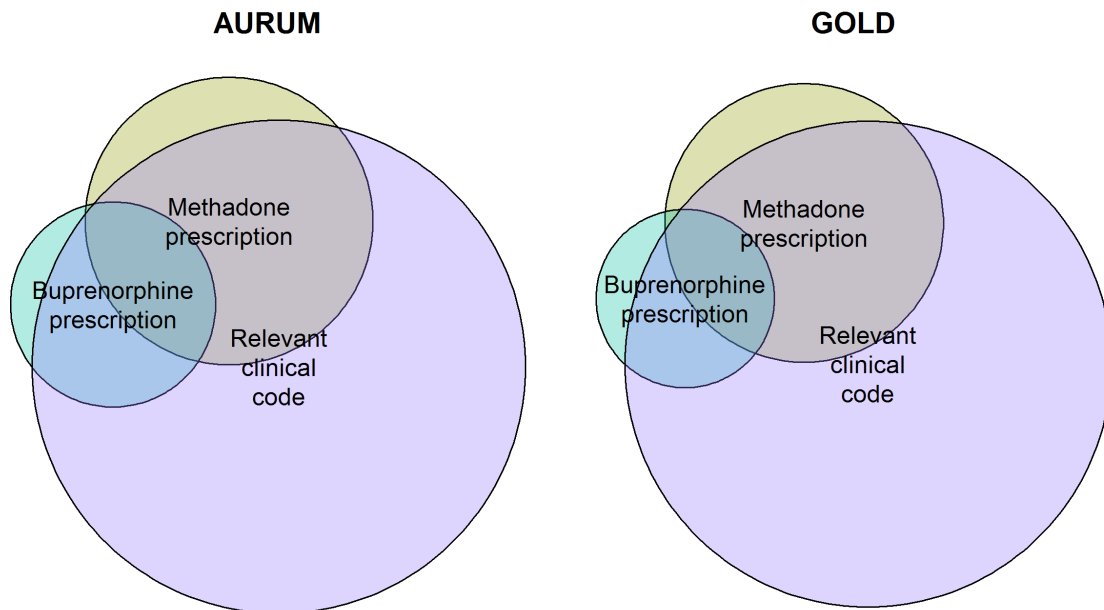 AURUM
Methadone
prescription
Buprenorphine
prescription
Relevant
clinical
code
GOLD
Methadone
prescription
Buprenorphine
prescription
Relevant
clinical
code